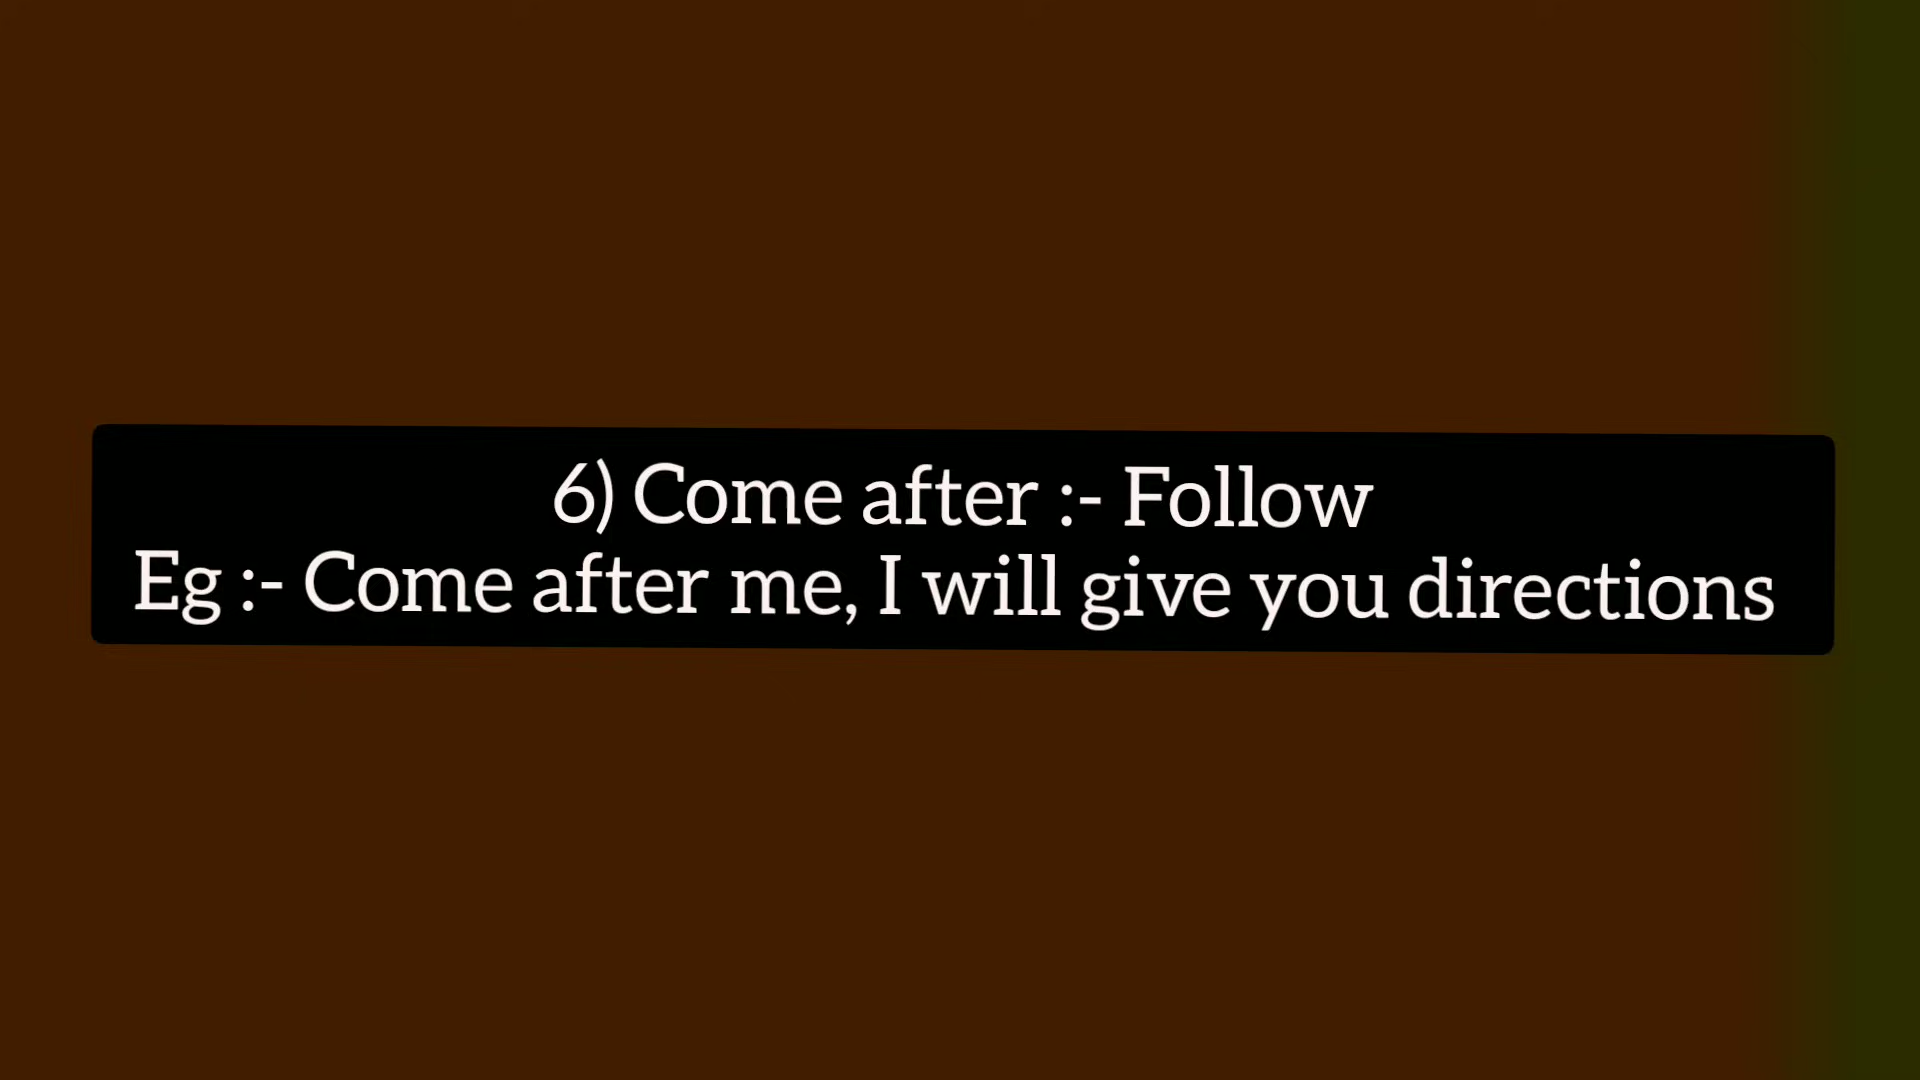 6) Come after :- Follow
Eg :- Come after me, I will give you directions